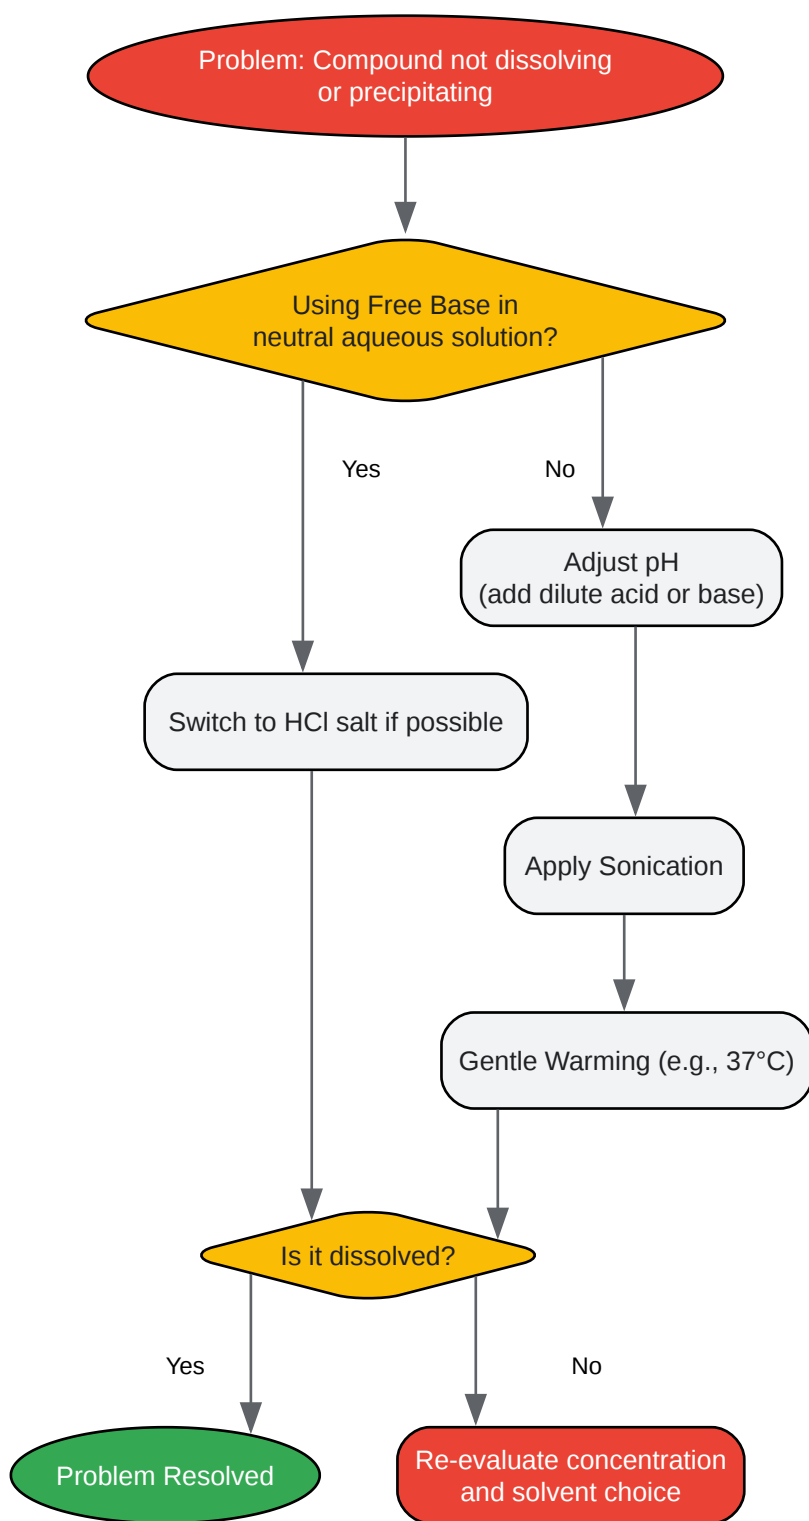 Problem: Compound not dissolving
or precipitating
Using Free Base in
neutral aqueous solution?
Yes
No
Adjust pH
(add dilute acid or base)
Switch to HCl salt if possible
Apply Sonication
Gentle Warming (e.g., 37°C)
Is it dissolved?
Yes
No
Problem Resolved
Re-evaluate concentration
and solvent choice